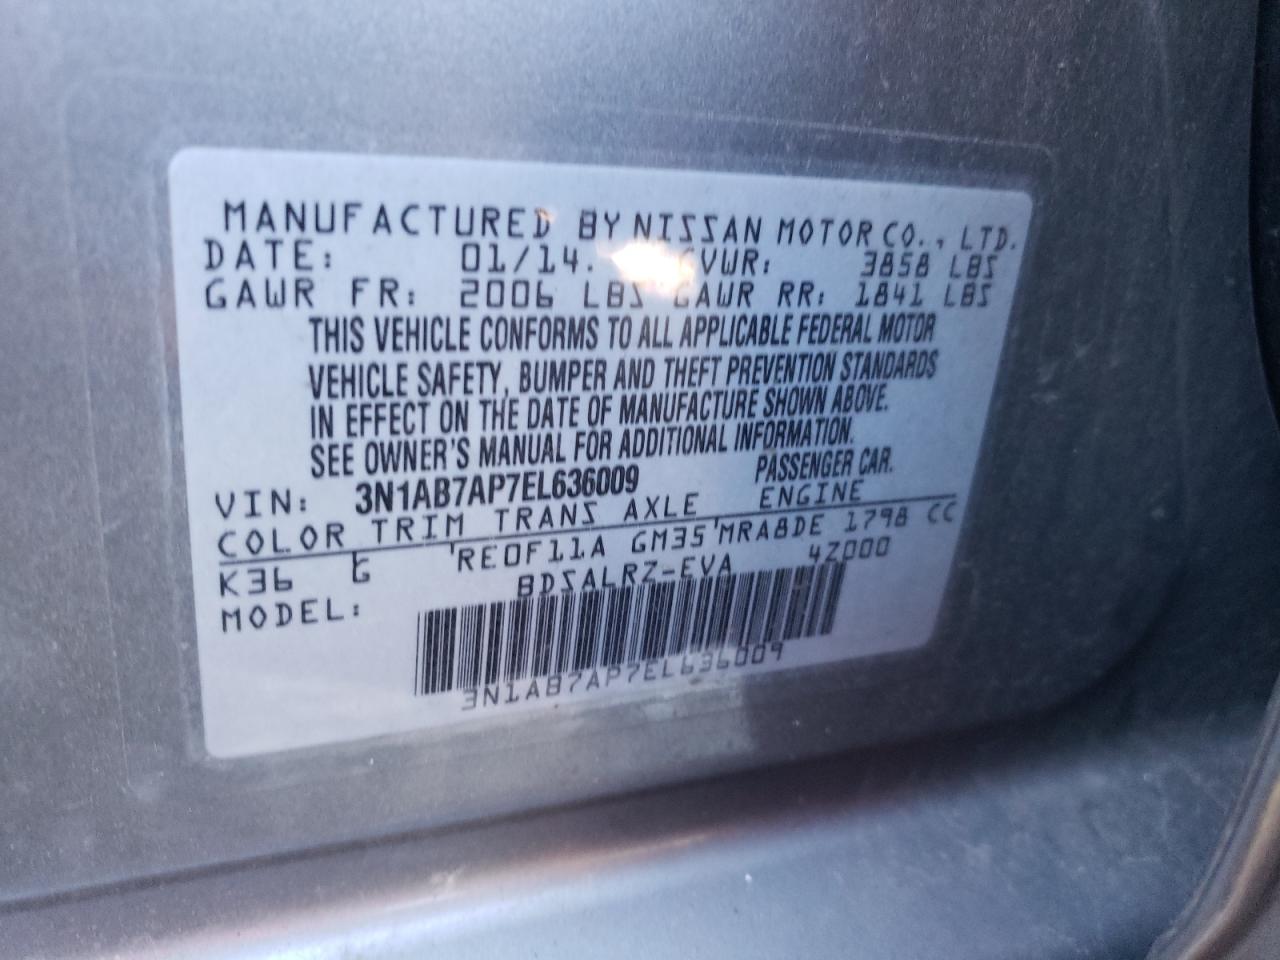 MANUFACTURED BY NISSAN MOTOR CO., LTD.
DATE: 01/14. GVWR: 3858 LBS
GAWR FR: 2006 LBS GAWR RR: 1841 LBS
THIS VEHICLE CONFORMS TO ALL APPLICABLE FEDERAL MOTOR
VEHICLE SAFETY, BUMPER AND THEFT PREVENTION STANDARDS
IN EFFECT ON THE DATE OF MANUFACTURE SHOWN ABOVE.
SEE OWNER'S MANUAL FOR ADDITIONAL INFORMATION.
VIN: 3N1AB7AP7EL636009 PASSENGER CAR.
COLOR TRIM TRANS AXLE ENGINE
K36 G RE0F11A GM35 MRA8DE 1798 CC
MODEL: BDSALRZ-EVA 4Z000
3N1AB7AP7EL636009